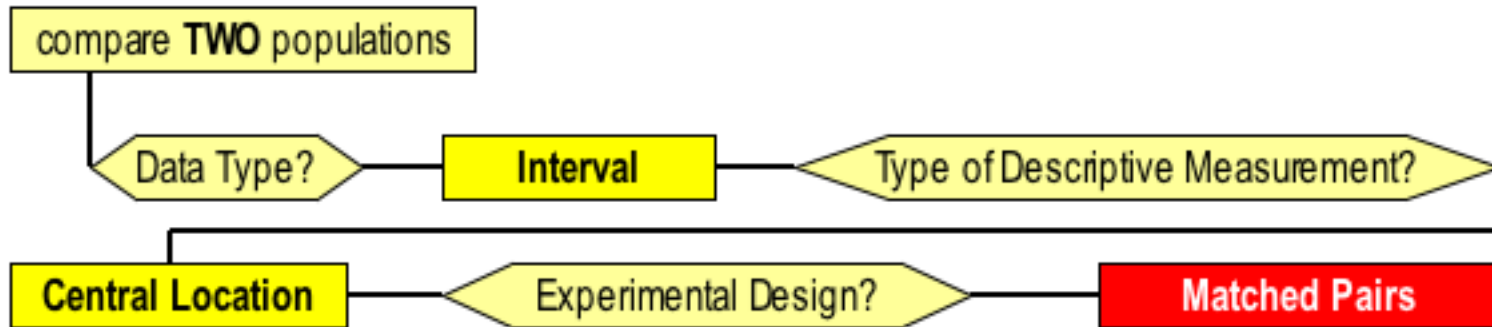 compare TWO populations
Data Type?
Interval
Type of Descriptive Measurement?
Central Location
Experimental Design?
Matched Pairs